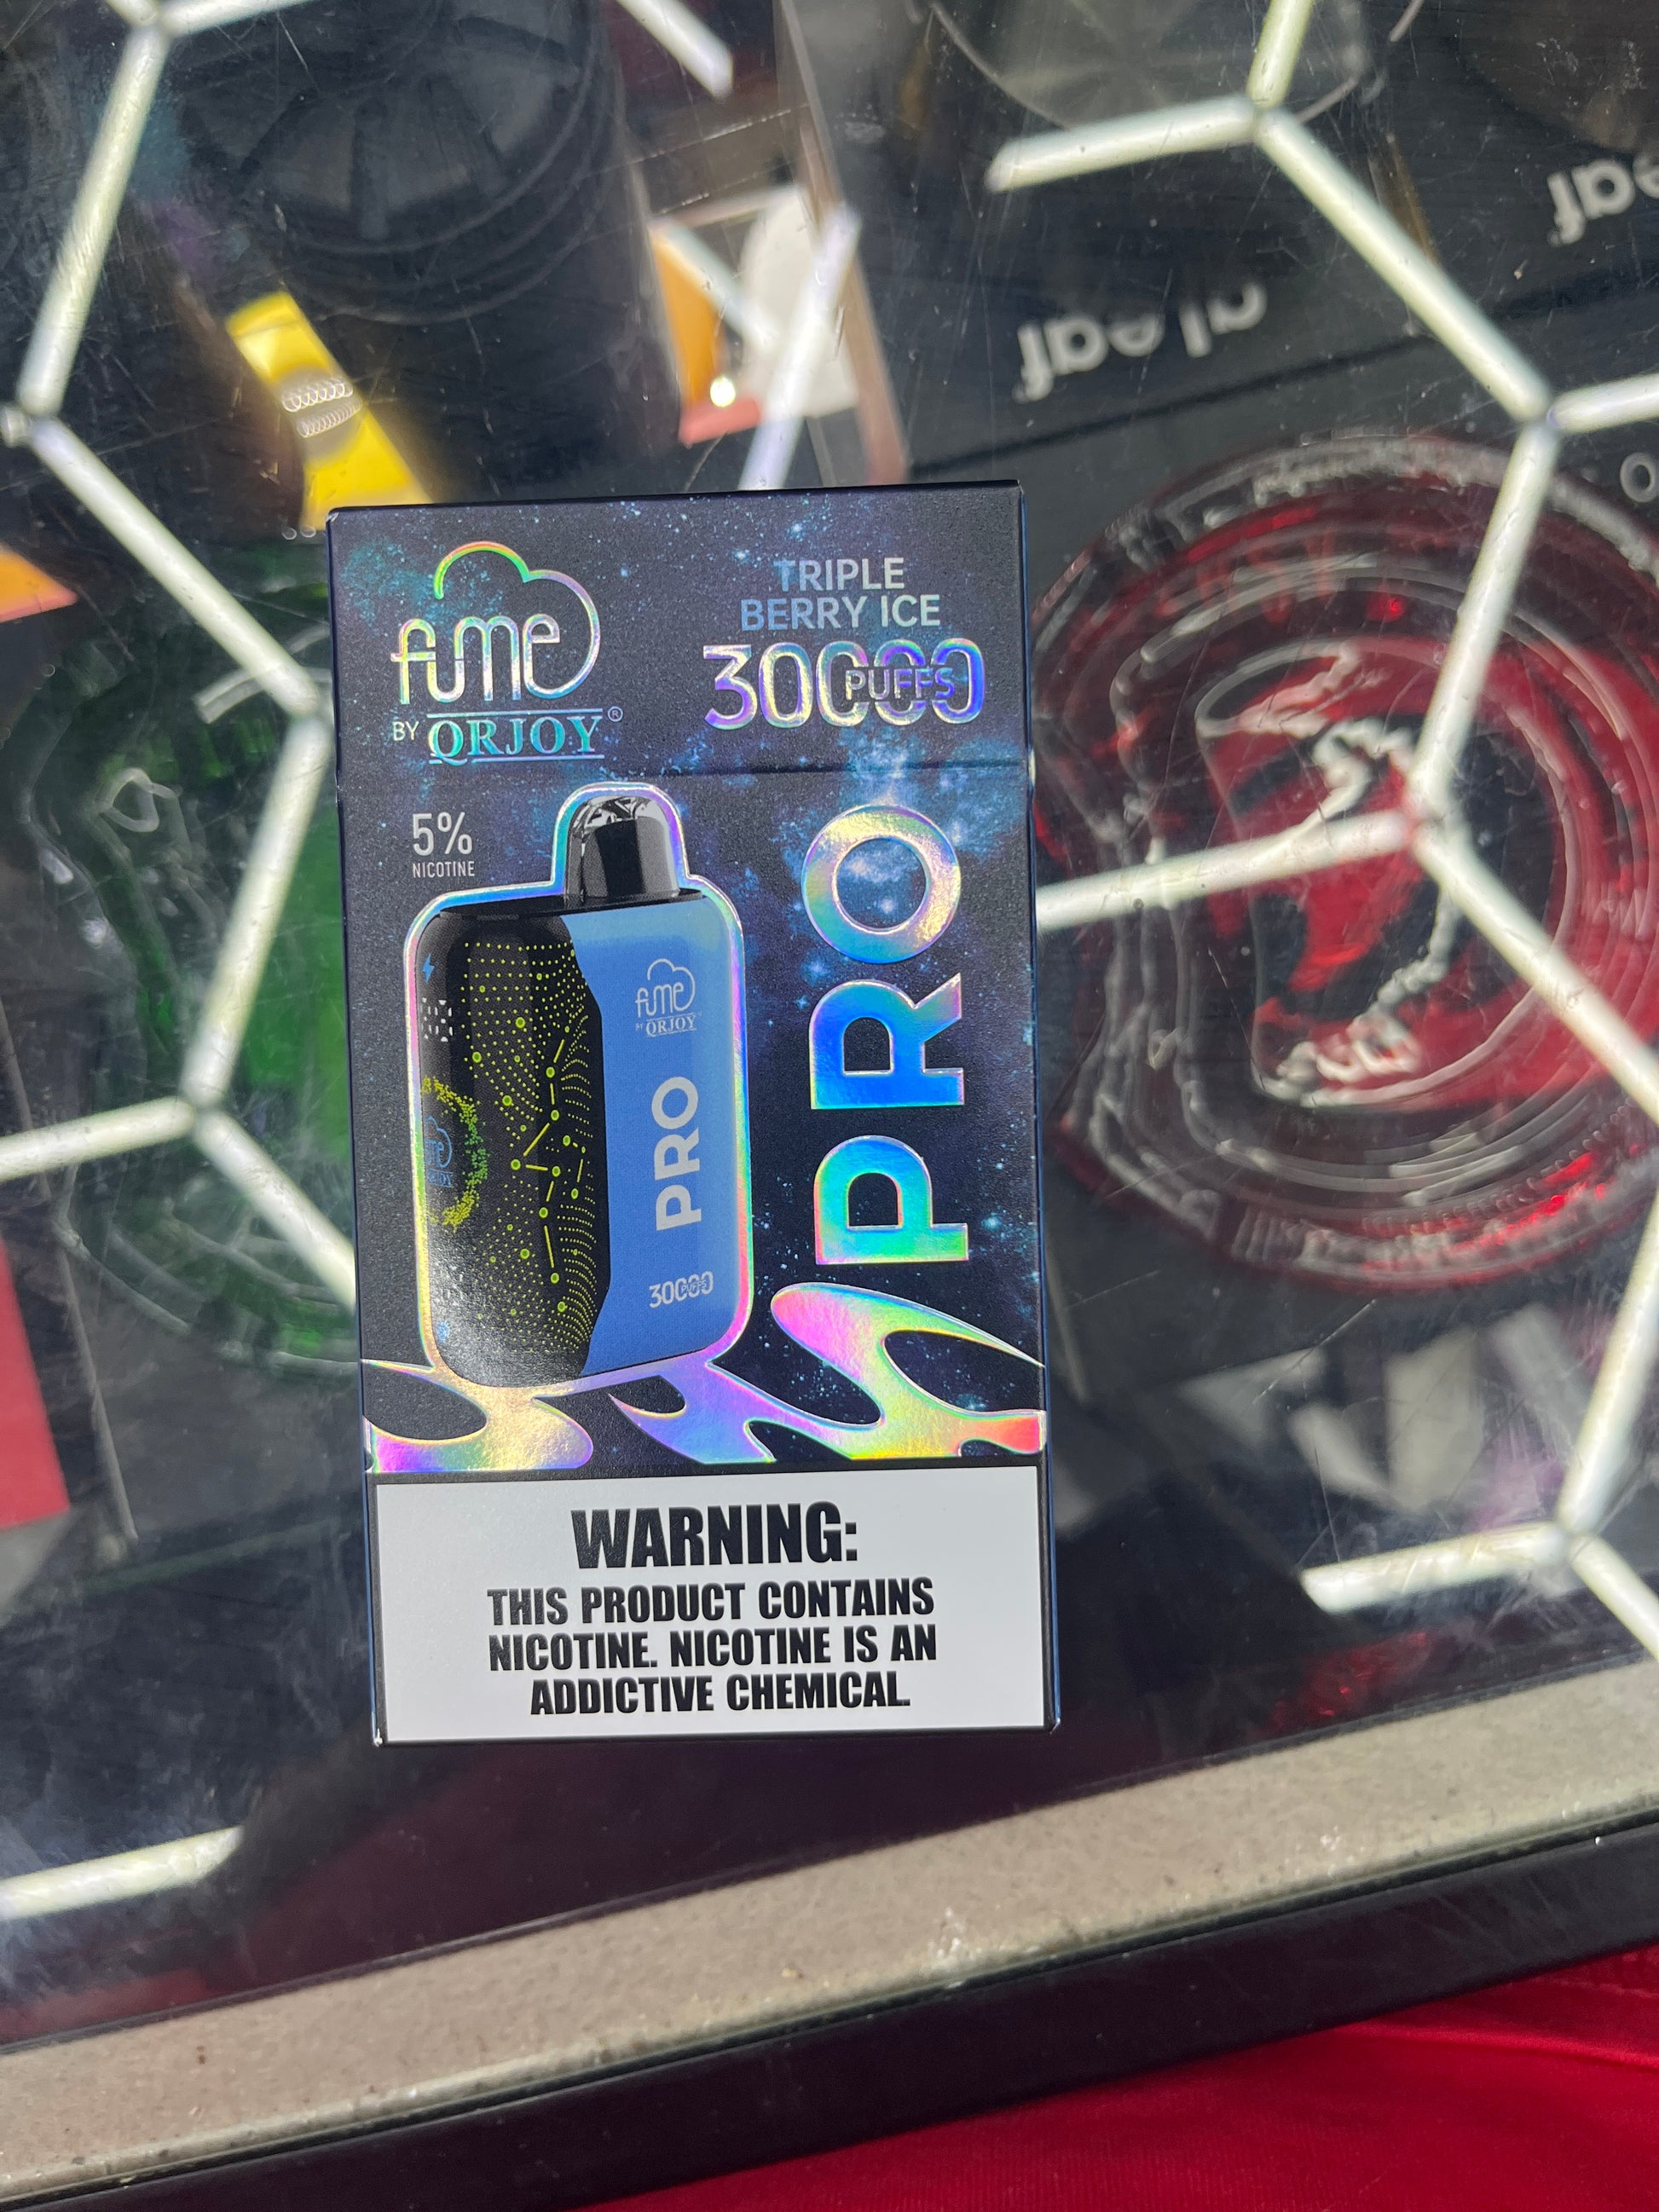 fume
BY QRJOY®
TRIPLE
BERRY ICE
30000
PUFFS
5%
NICOTINE
fume
BY QRJOY
PRO
30000
PUFFS
PRO
WARNING:
THIS PRODUCT CONTAINS
NICOTINE. NICOTINE IS AN
ADDICTIVE CHEMICAL.